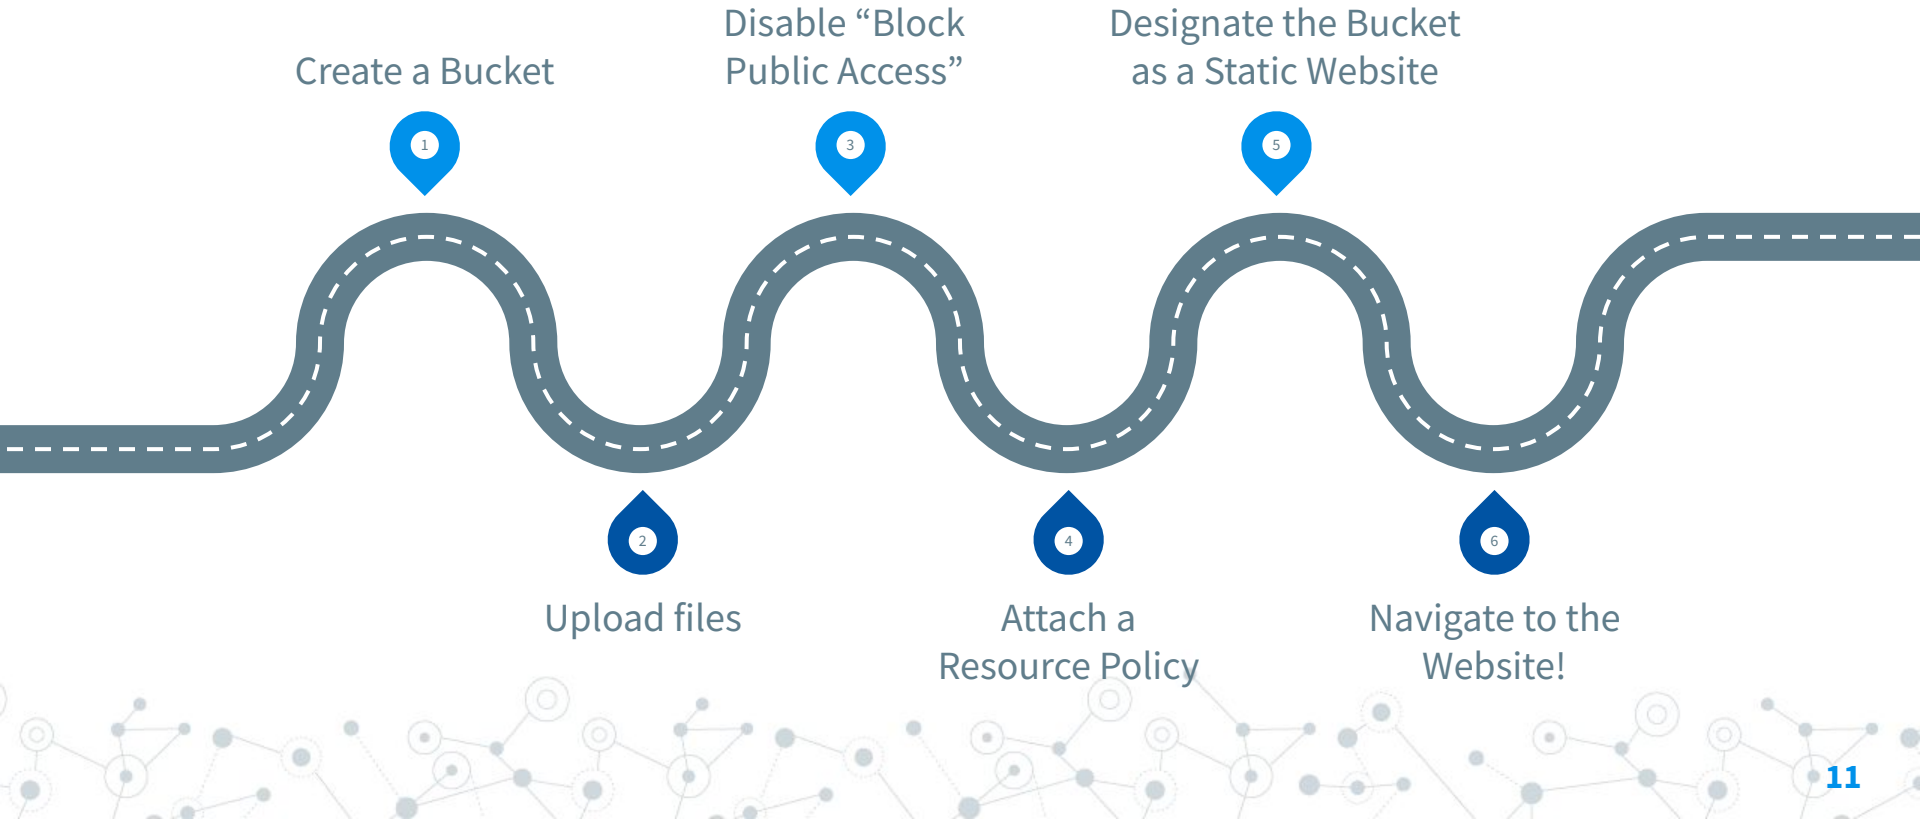 Create a Bucket
1
Upload files
2
Disable “Block
Public Access”
3
Attach a
Resource Policy
4
Designate the Bucket
as a Static Website
5
Navigate to the
Website!
6
11